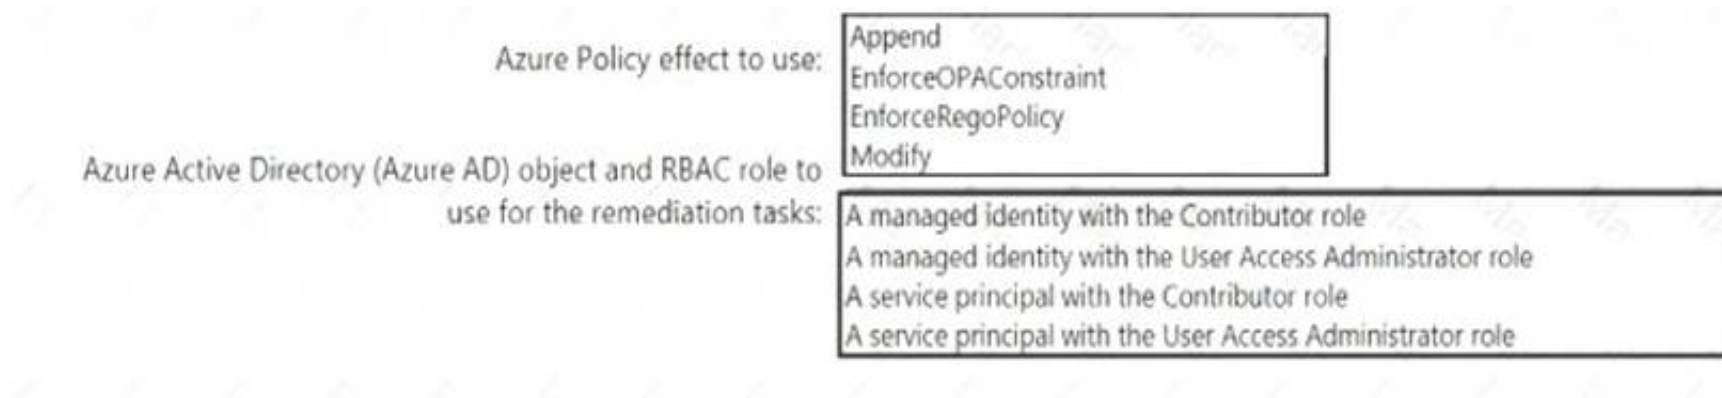 Azure Policy effect to use:
Append
EnforceOPAConstraint
EnforceRegoPolicy
Modify
Azure Active Directory (Azure AD) object and RBAC role to
use for the remediation tasks:
A managed identity with the Contributor role
A managed identity with the User Access Administrator role
A service principal with the Contributor role
A service principal with the User Access Administrator role